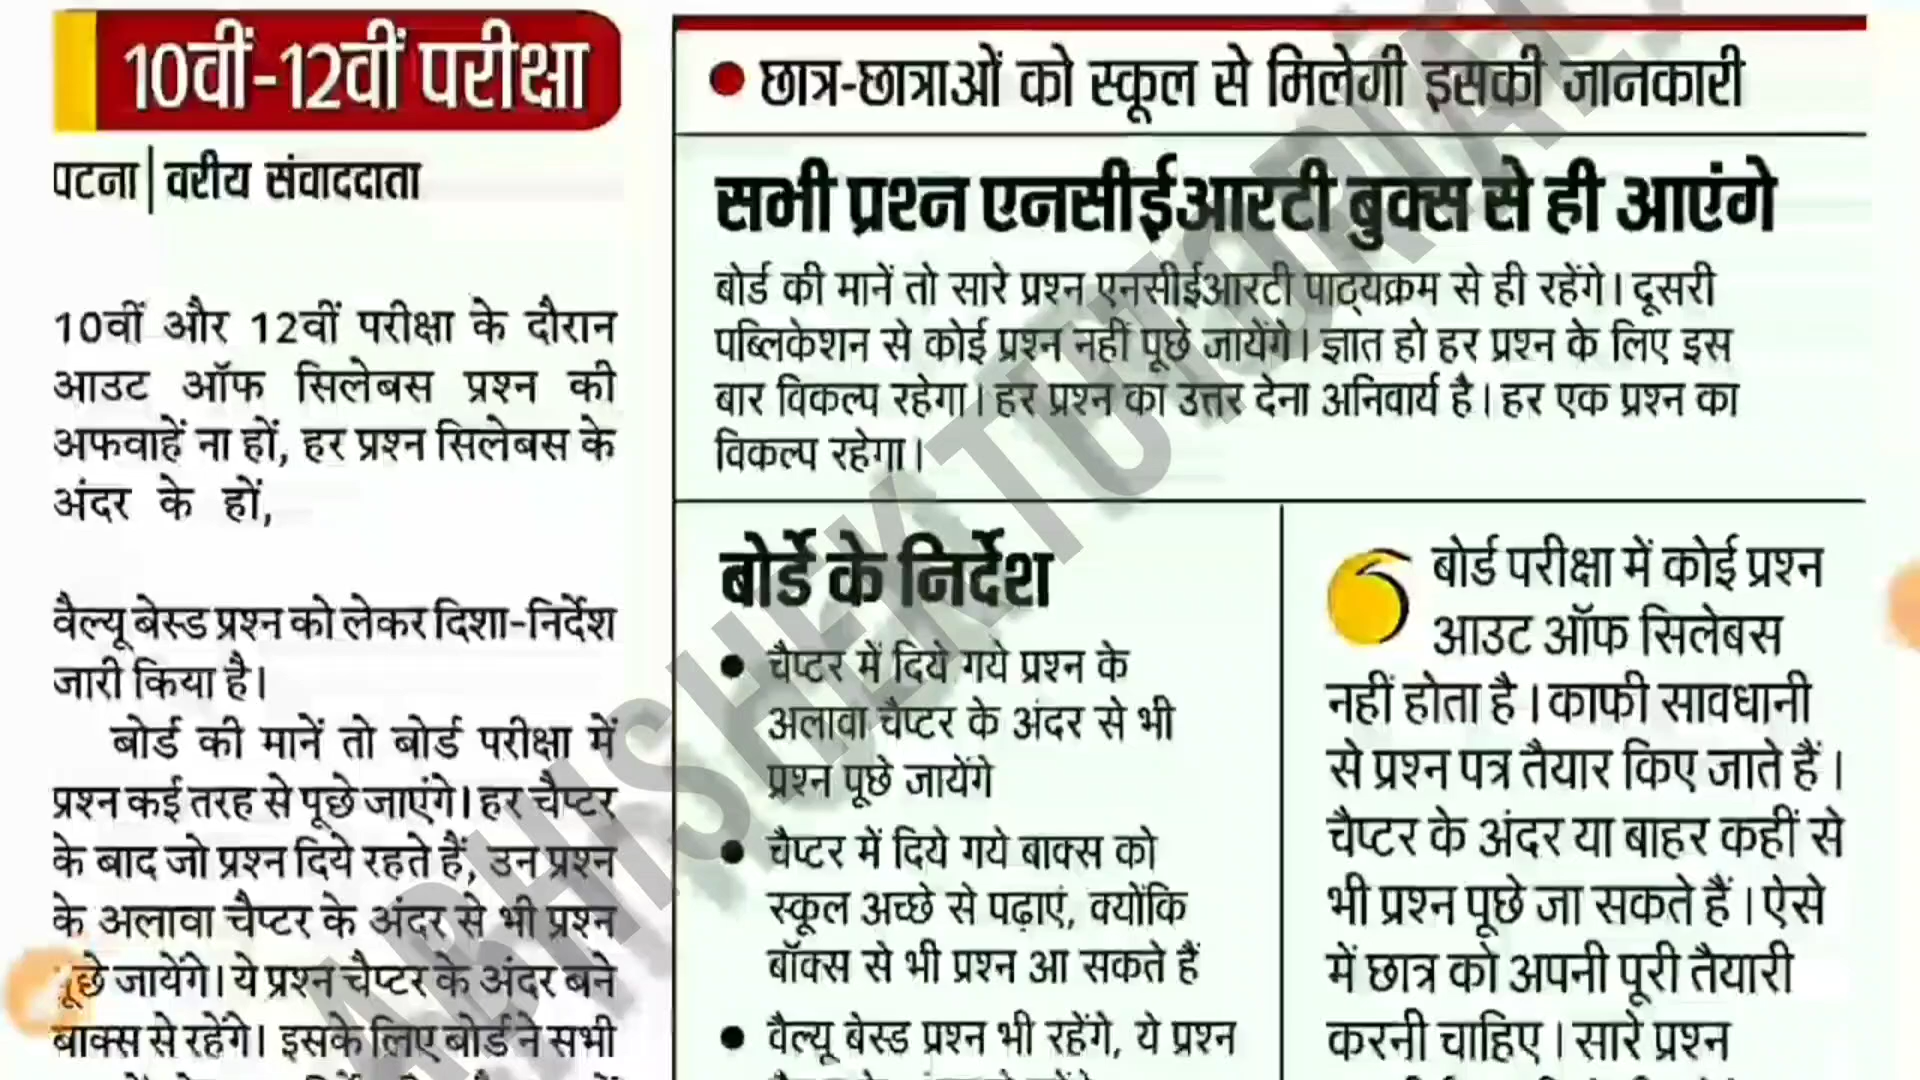 10वीं-12वीं परीक्षा
पटना | वरीय संवाददाता
10वीं और 12वीं परीक्षा के दौरान
आउट ऑफ सिलेबस प्रश्न की
अफवाहें ना हों, हर प्रश्न सिलेबस के
अंदर के हों,
वैल्यू बेस्ड प्रश्न को लेकर दिशा-निर्देश
जारी किया है।
बोर्ड की मानें तो बोर्ड परीक्षा में
प्रश्न कई तरह से पूछे जाएंगे। हर चैप्टर
के बाद जो प्रश्न दिये रहते हैं, उन प्रश्न
के अलावा चैप्टर के अंदर से भी प्रश्न
पूछे जायेंगे। ये प्रश्न चैप्टर के अंदर बने
बाक्स से रहेंगे। इसके लिए बोर्ड ने सभी
• छात्र-छात्राओं को स्कूल से मिलेगी इसकी जानकारी
सभी प्रश्न एनसीईआरटी बुक्स से ही आएंगे
बोर्ड की मानें तो सारे प्रश्न एनसीईआरटी पाठ्यक्रम से ही रहेंगे। दूसरी
पब्लिकेशन से कोई प्रश्न नहीं पूछे जायेंगे। ज्ञात हो हर प्रश्न के लिए इस
बार विकल्प रहेगा। हर प्रश्न का उत्तर देना अनिवार्य है। हर एक प्रश्न का
विकल्प रहेगा।
बोर्ड के निर्देश
• चैप्टर में दिये गये प्रश्न के
अलावा चैप्टर के अंदर से भी
प्रश्न पूछे जायेंगे
• चैप्टर में दिये गये बाक्स को
स्कूल अच्छे से पढ़ाएं, क्योंकि
बॉक्स से भी प्रश्न आ सकते हैं
• वैल्यू बेस्ड प्रश्न भी रहेंगे, ये प्रश्न
बोर्ड परीक्षा में कोई प्रश्न
आउट ऑफ सिलेबस
नहीं होता है। काफी सावधानी
से प्रश्न पत्र तैयार किए जाते हैं।
चैप्टर के अंदर या बाहर कहीं से
भी प्रश्न पूछे जा सकते हैं। ऐसे
में छात्र को अपनी पूरी तैयारी
करनी चाहिए। सारे प्रश्न
ABHISHEK TUTORIAL